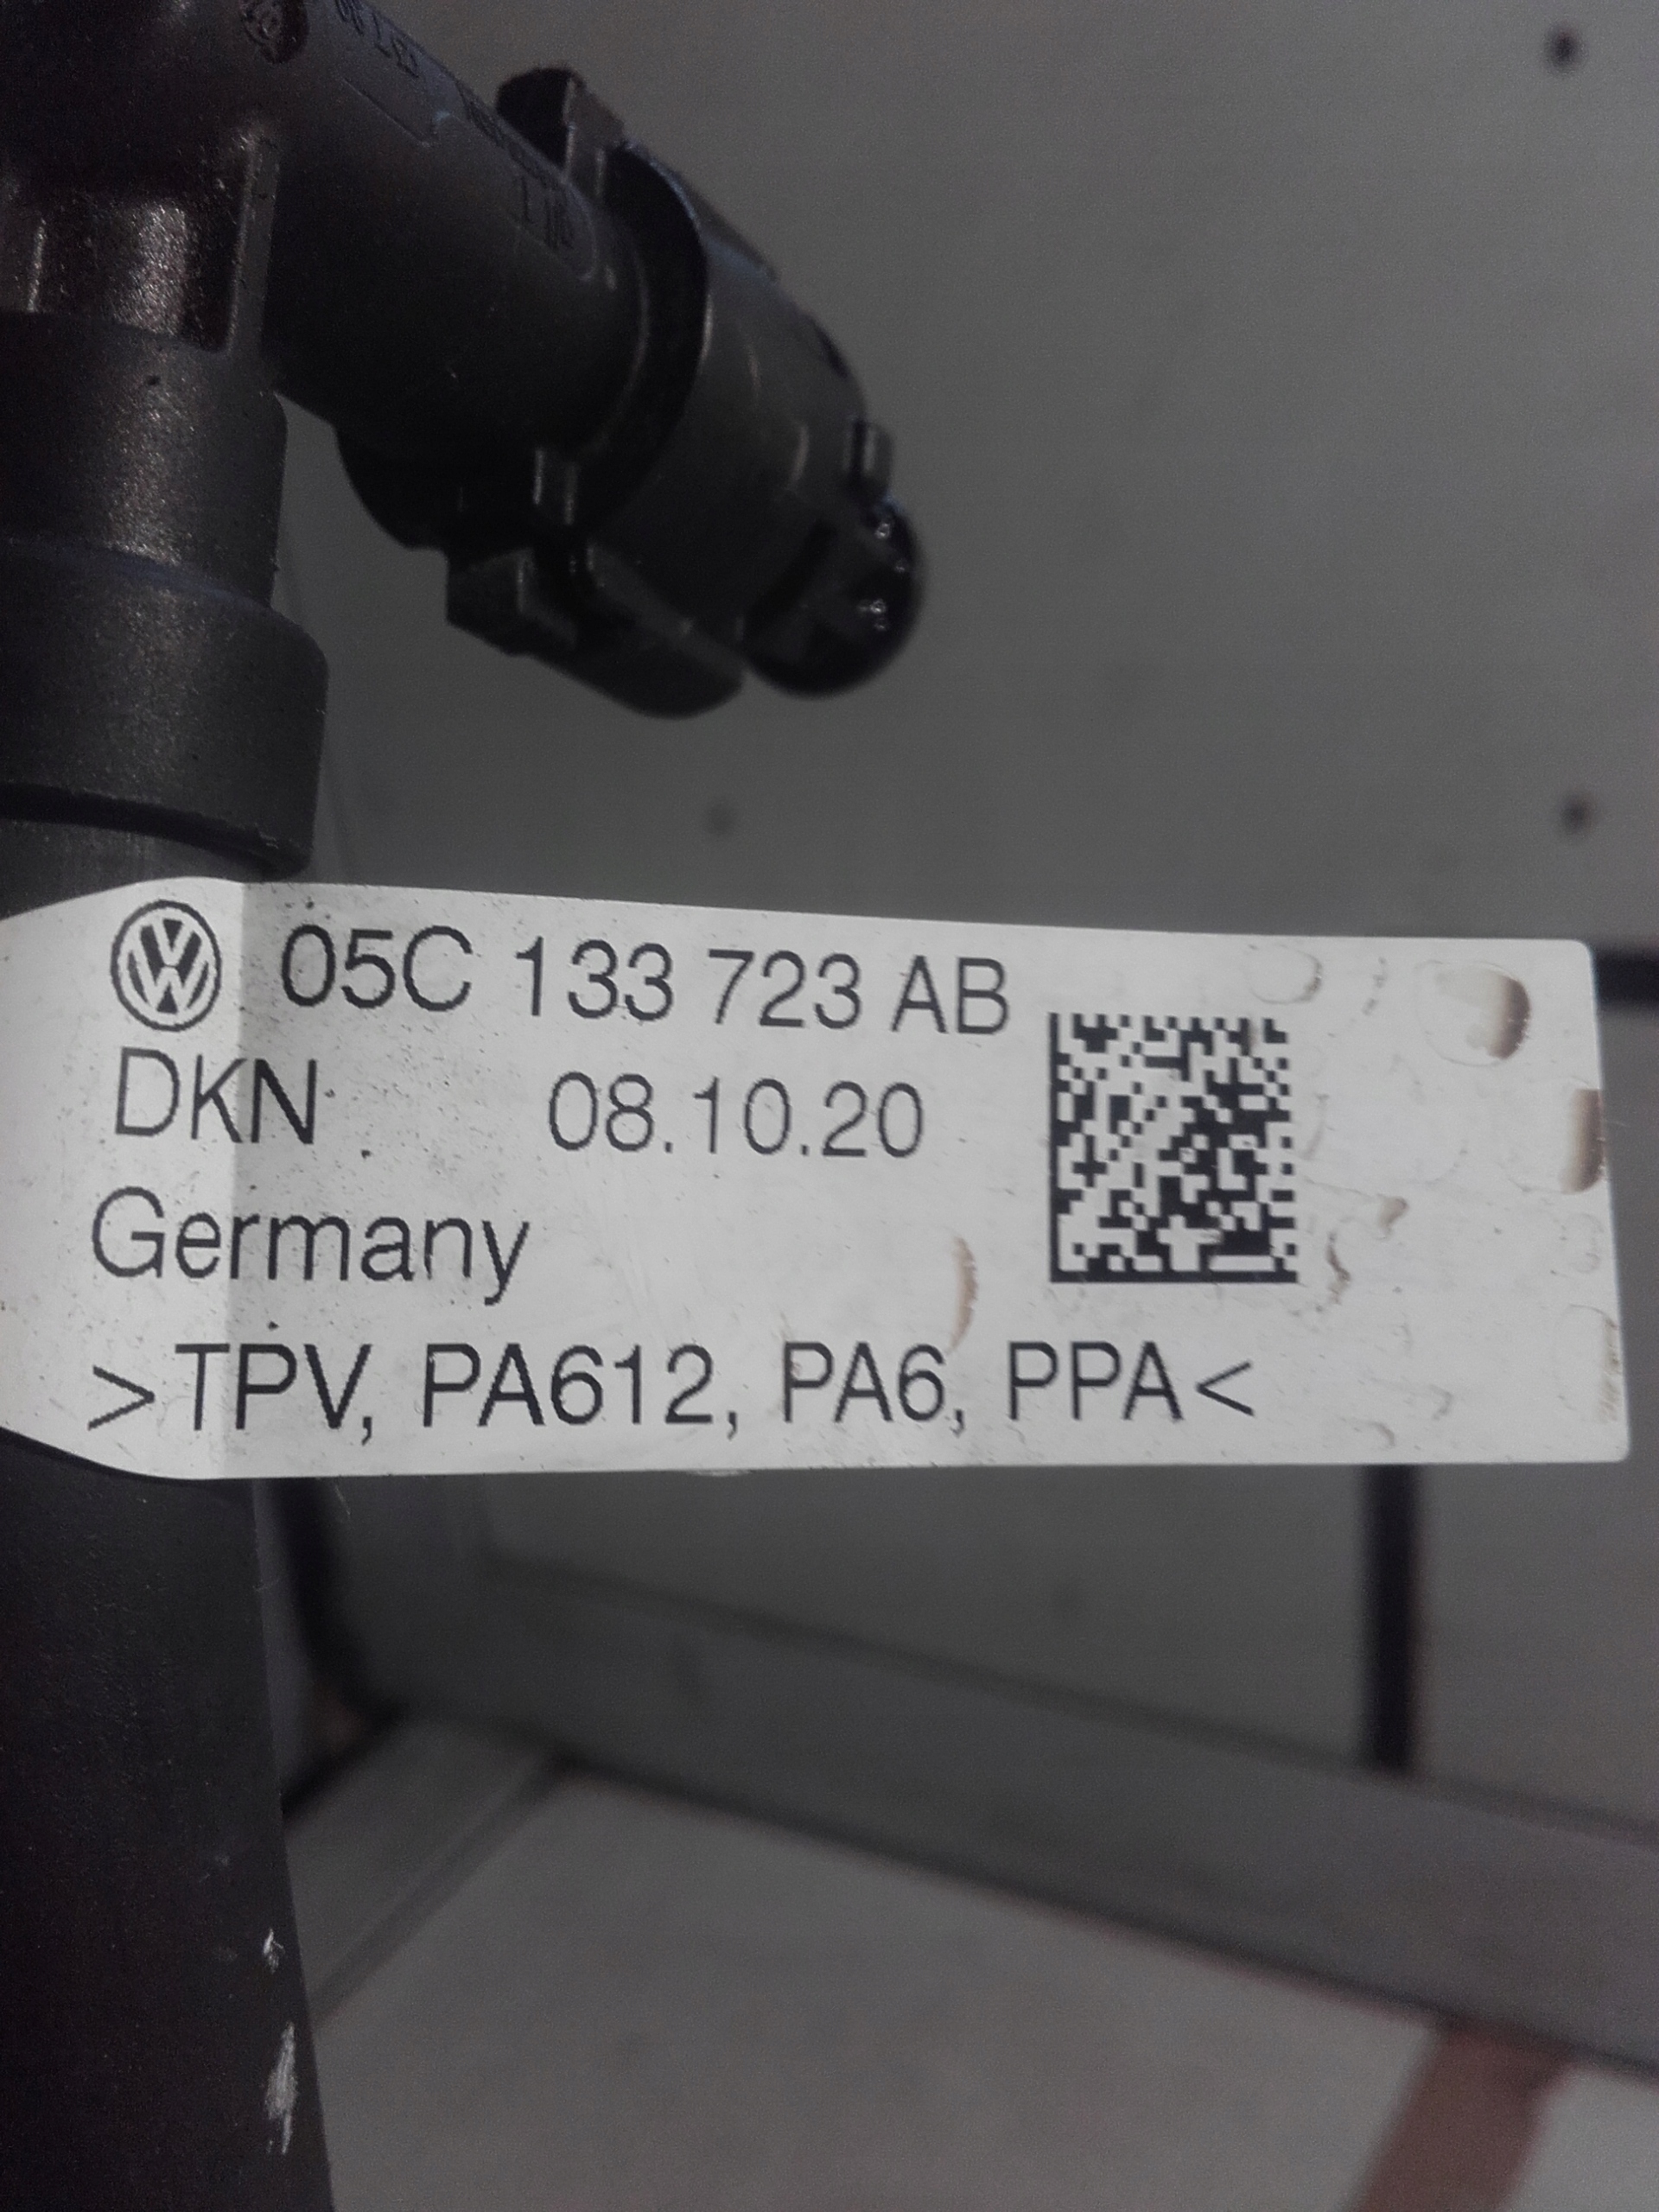 05C 133 723 AB
DKN 08.10.20
Germany
>TPV, PA612, PA6, PPA<